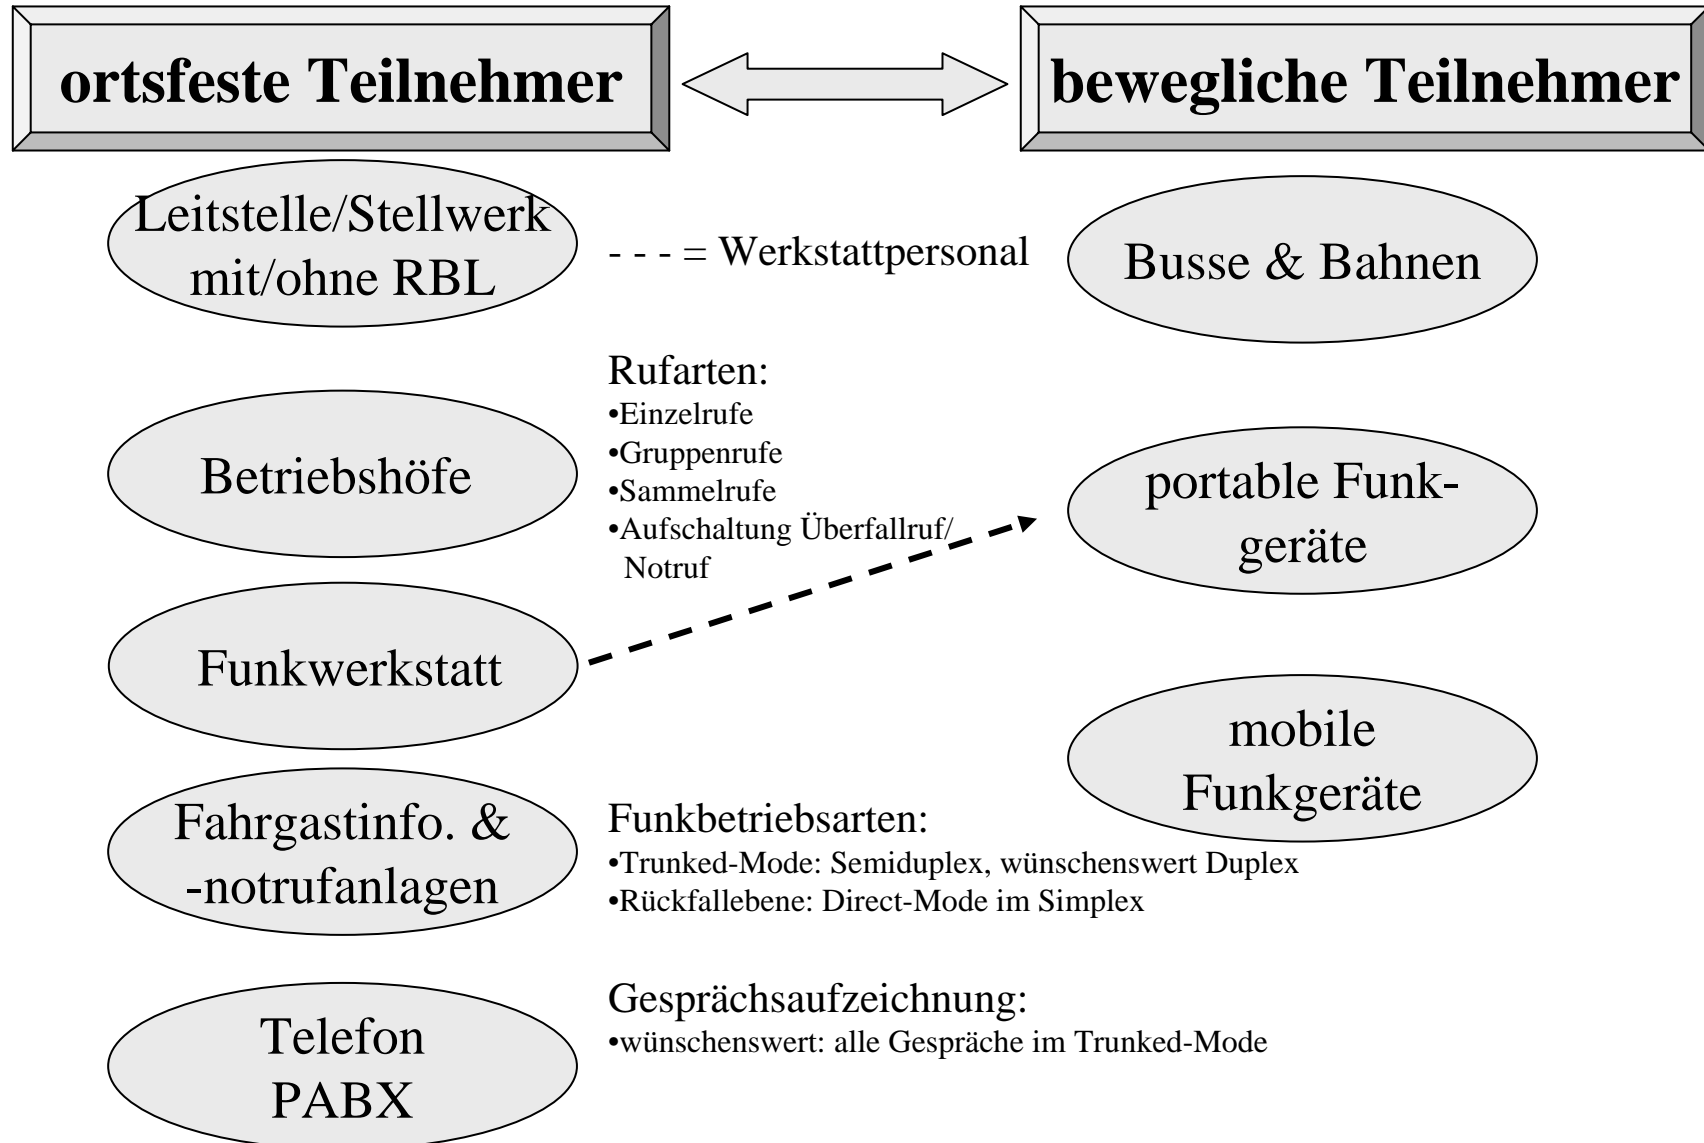 ortsfeste Teilnehmer
bewegliche Teilnehmer
Leitstelle/Stellwerk
mit/ohne RBL
- - - = Werkstattpersonal
Busse & Bahnen
Rufarten:
•Einzelrufe
•Gruppenrufe
•Sammelrufe
•Aufschaltung Überfallruf/
Notruf
Betriebshöfe
portable Funk-
geräte
Funkwerkstatt
mobile
Funkgeräte
Fahrgastinfo. &
-notrufanlagen
Funkbetriebsarten:
•Trunked-Mode: Semiduplex, wünschenswert Duplex
•Rückfallebene: Direct-Mode im Simplex
Gesprächsaufzeichnung:
•wünschenswert: alle Gespräche im Trunked-Mode
Telefon
PABX